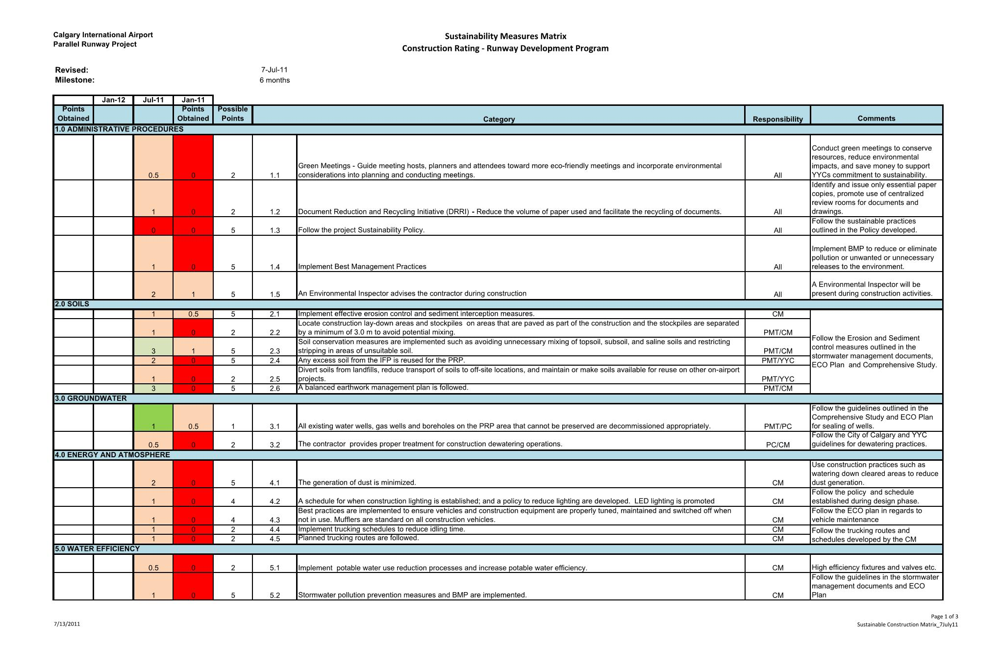 Calgary International Airport
Parallel Runway Project
Sustainability Measures Matrix
Construction Rating - Runway Development Program
Revised: 7-Jul-11
Milestone: 6 months
Jan-12 Jul-11 Jan-11
Points Obtained Points Obtained Possible Points Category Responsibility Comments
1.0 ADMINISTRATIVE PROCEDURES
0.5 0 2 1.1
Green Meetings - Guide meeting hosts, planners and attendees toward more eco-friendly meetings and incorporate environmental
considerations into planning and conducting meetings.
All
Conduct green meetings to conserve
resources, reduce environmental
impacts, and save money to support
YYCs commitment to sustainability.
1 0 2 1.2 Document Reduction and Recycling Initiative (DRRI) - Reduce the volume of paper used and facilitate the recycling of documents. All
Identify and issue only essential paper
copies, promote use of centralized
review rooms for documents and
drawings.
0 0 5 1.3 Follow the project Sustainability Policy. All
Follow the sustainable practices
outlined in the Policy developed.
1 0 5 1.4 Implement Best Management Practices All
Implement BMP to reduce or eliminate
pollution or unwanted or unnecessary
releases to the environment.
2 1 5 1.5 An Environmental Inspector advises the contractor during construction All
A Environmental Inspector will be
present during construction activities.
2.0 SOILS
1 0.5 5 2.1 Implement effective erosion control and sediment interception measures. CM
1 0 2 2.2
Locate construction lay-down areas and stockpiles on areas that are paved as part of the construction and the stockpiles are separated
by a minimum of 3.0 m to avoid potential mixing.
PMT/CM
3 1 5 2.3
Soil conservation measures are implemented such as avoiding unnecessary mixing of topsoil, subsoil, and saline soils and restricting
stripping in areas of unsuitable soil.
PMT/CM
2 0 5 2.4 Any excess soil from the IFP is reused for the PRP. PMT/YYC
1 0 2 2.5
Divert soils from landfills, reduce transport of soils to off-site locations, and maintain or make soils available for reuse on other on-airport
projects.
PMT/YYC
3 0 5 2.6 A balanced earthwork management plan is followed. PMT/CM
Follow the Erosion and Sediment
control measures outlined in the
stormwater management documents,
ECO Plan and Comprehensive Study.
3.0 GROUNDWATER
1 0.5 1 3.1 All existing water wells, gas wells and boreholes on the PRP area that cannot be preserved are decommissioned appropriately. PMT/PC
Follow the guidelines outlined in the
Comprehensive Study and ECO Plan
for sealing of wells.
0.5 0 2 3.2 The contractor provides proper treatment for construction dewatering operations. PC/CM
Follow the City of Calgary and YYC
guidelines for dewatering practices.
4.0 ENERGY AND ATMOSPHERE
2 0 5 4.1 The generation of dust is minimized. CM
Use construction practices such as
watering down cleared areas to reduce
dust generation.
1 0 4 4.2 A schedule for when construction lighting is established; and a policy to reduce lighting are developed. LED lighting is promoted CM
Follow the policy and schedule
established during design phase.
1 0 4 4.3
Best practices are implemented to ensure vehicles and construction equipment are properly tuned, maintained and switched off when
not in use. Mufflers are standard on all construction vehicles.
CM
Follow the ECO plan in regards to
vehicle maintenance
1 0 2 4.4 Implement trucking schedules to reduce idling time. CM
1 0 2 4.5 Planned trucking routes are followed. CM
Follow the trucking routes and
schedules developed by the CM
5.0 WATER EFFICIENCY
0.5 0 2 5.1 Implement potable water use reduction processes and increase potable water efficiency. CM High efficiency fixtures and valves etc.
1 0 5 5.2 Stormwater pollution prevention measures and BMP are implemented. CM
Follow the guidelines in the stormwater
management documents and ECO
Plan
7/13/2011
Page 1 of 3
Sustainable Construction Matrix_7July11